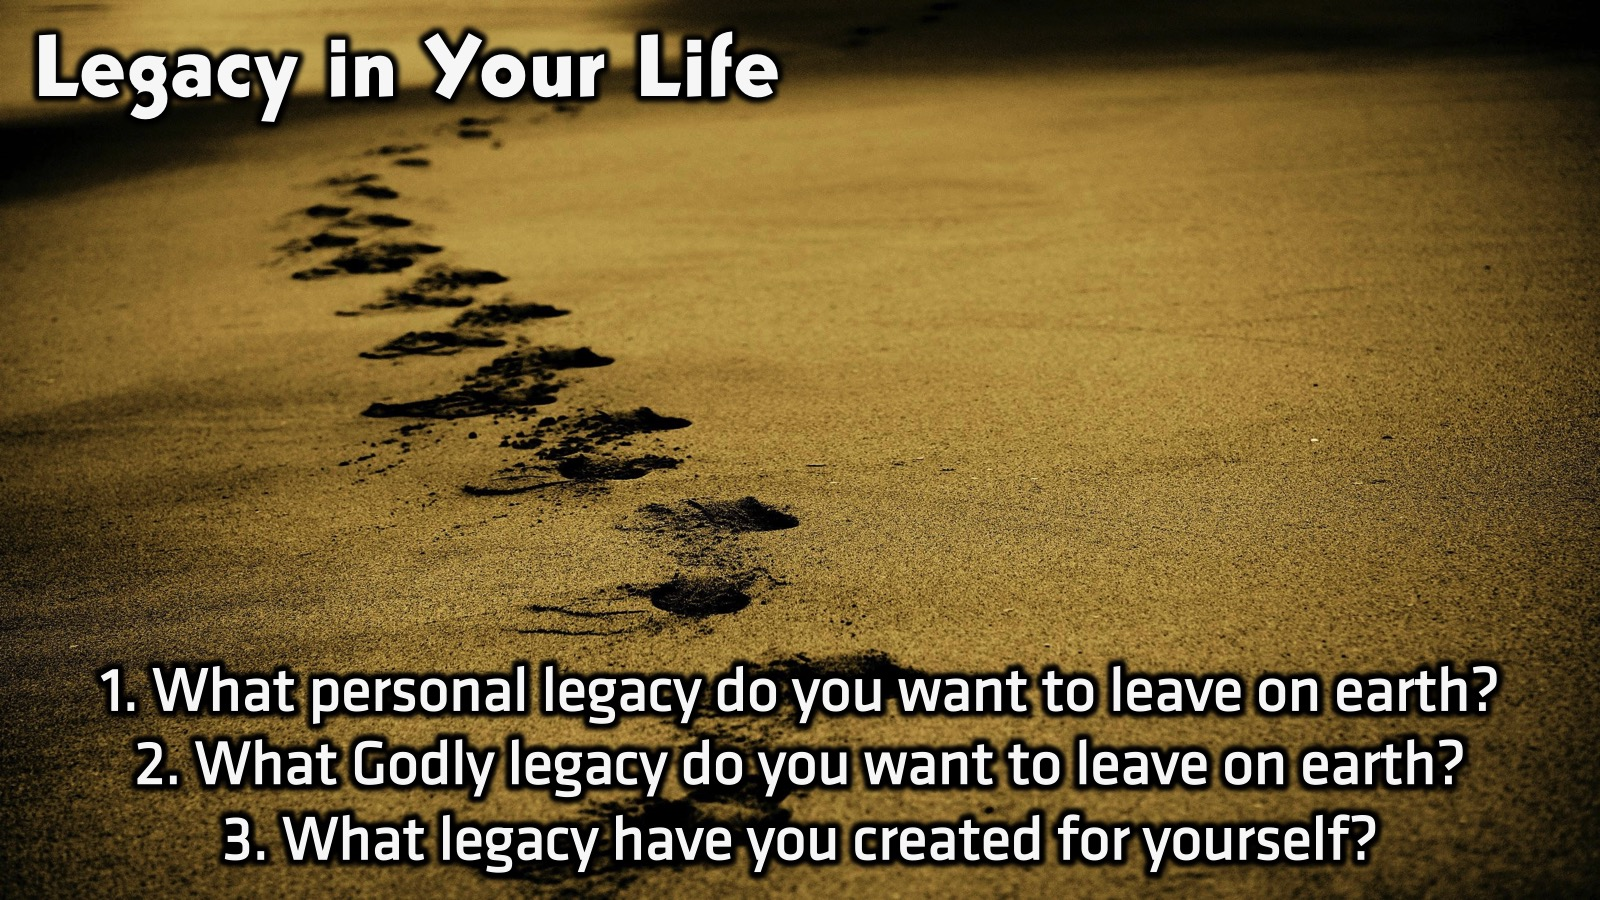 Legacy in Your Life
1. What personal legacy do you want to leave on earth?
2. What Godly legacy do you want to leave on earth?
3. What legacy have you created for yourself?